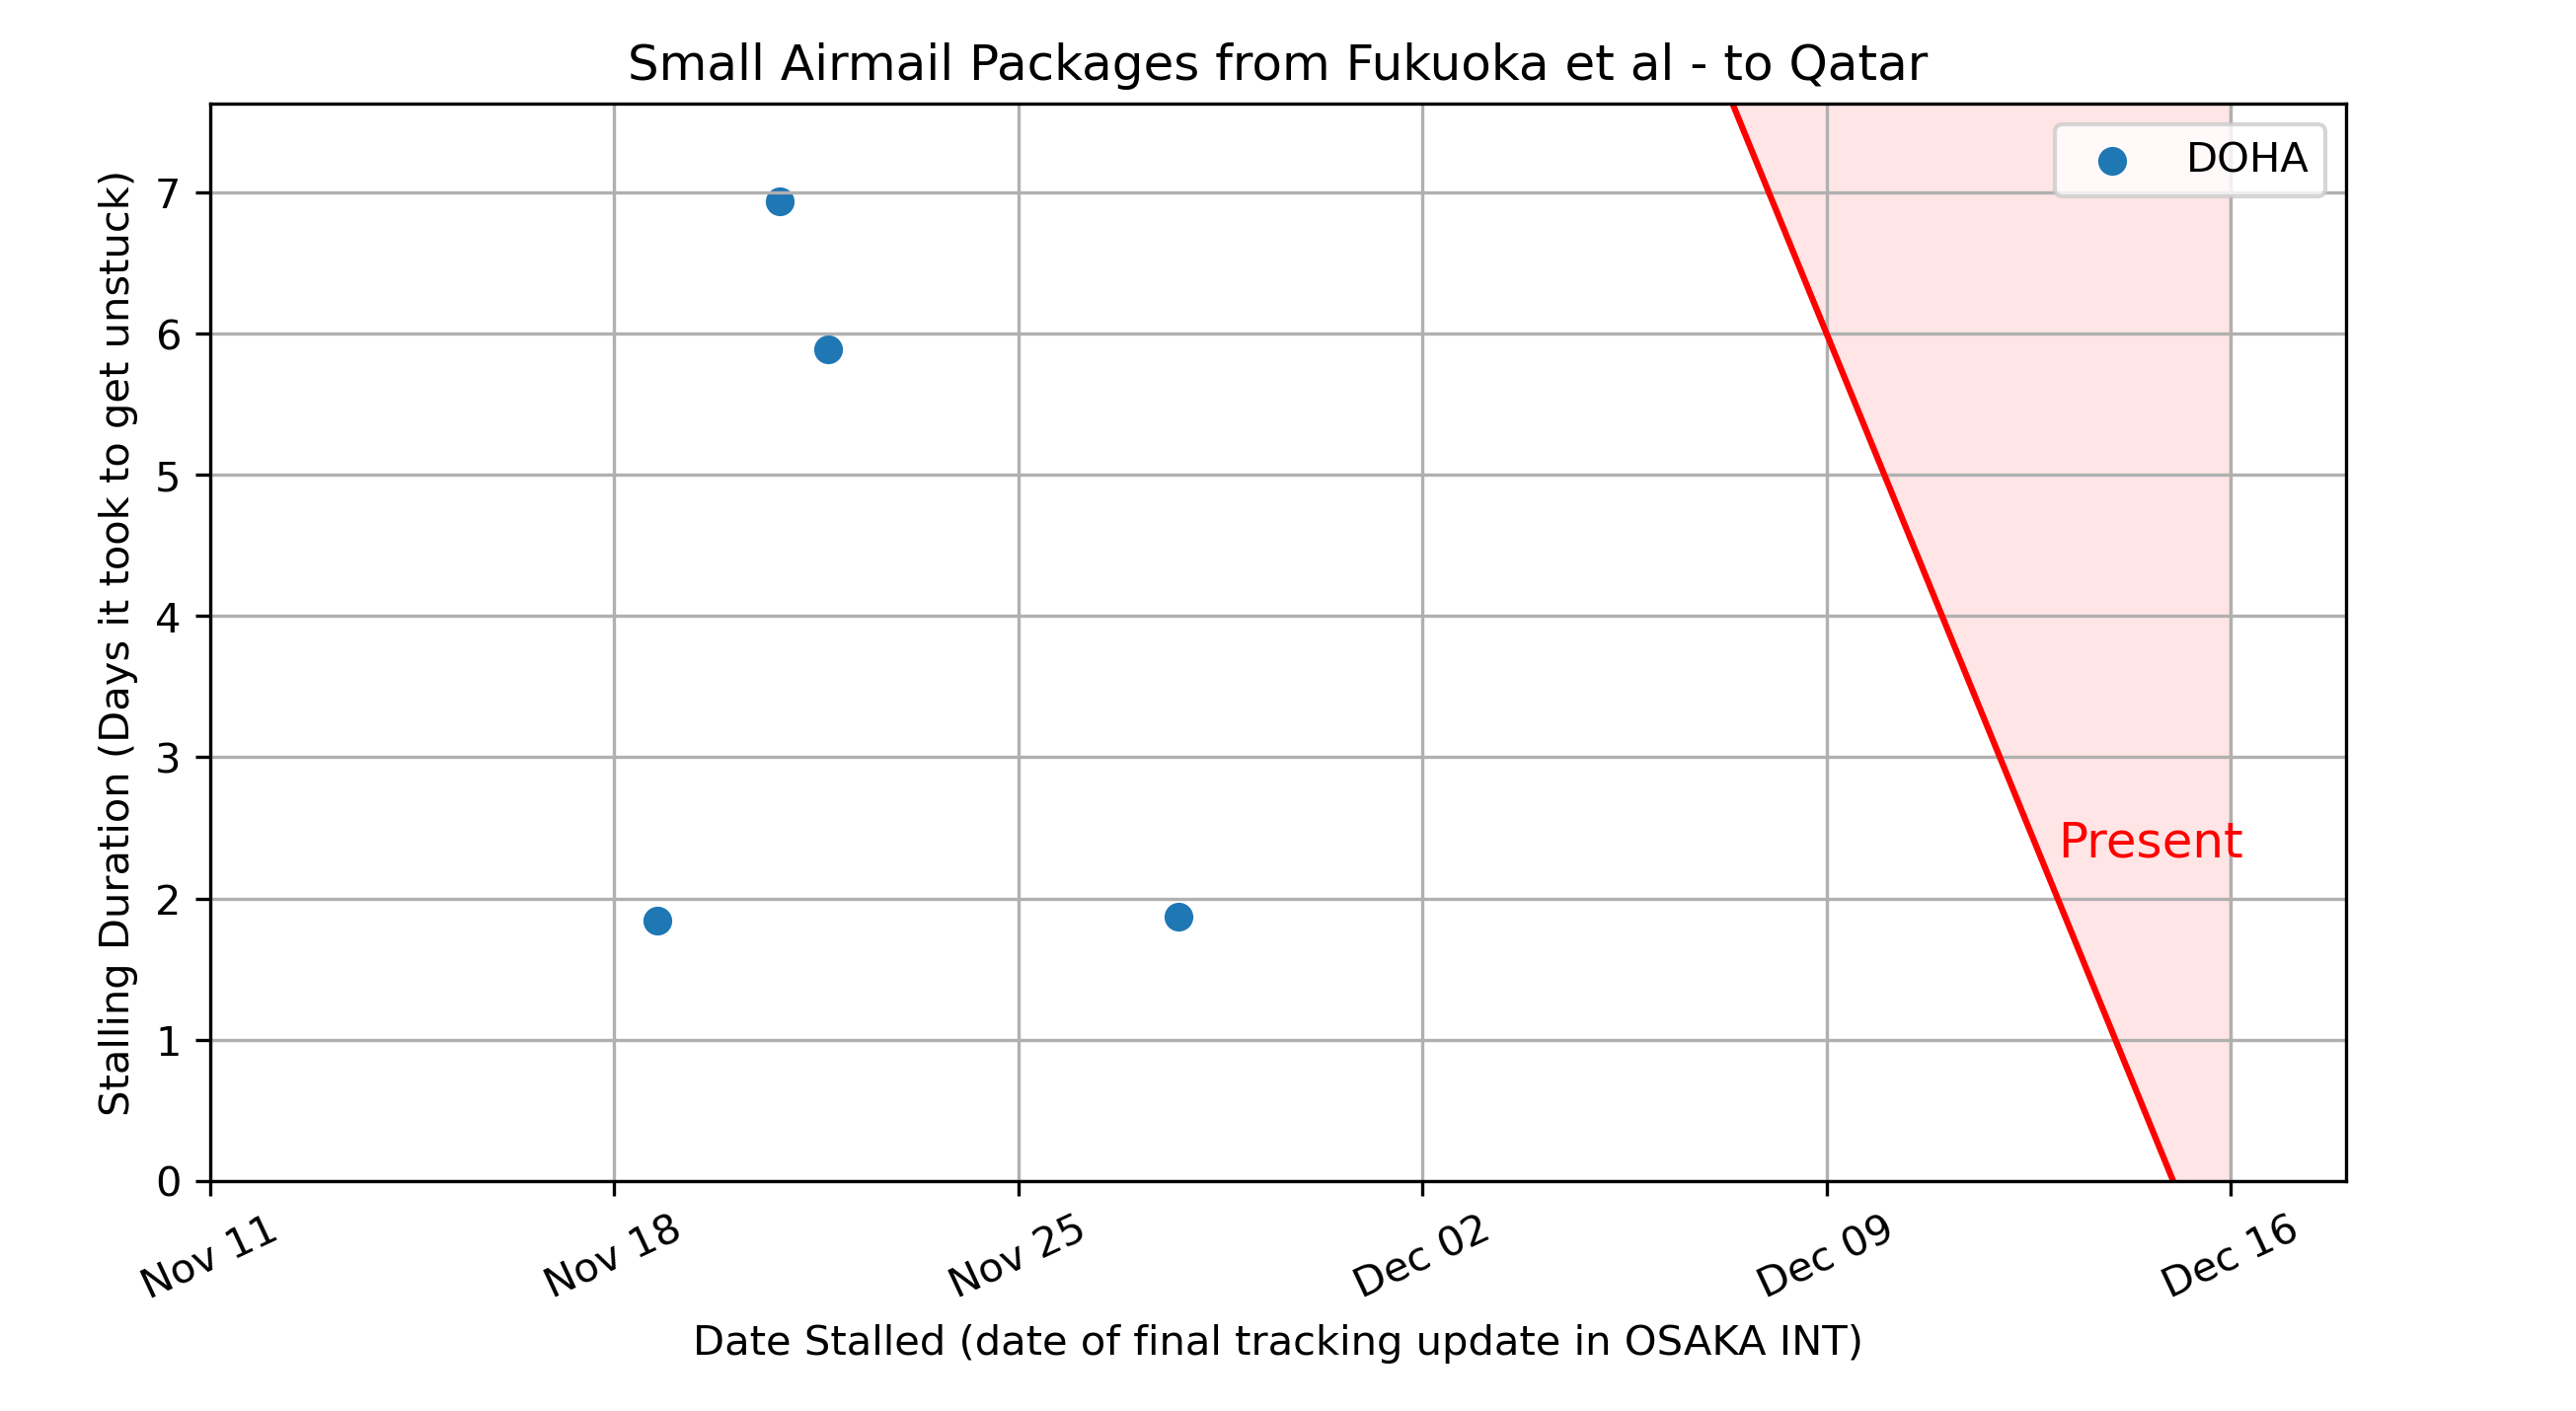 Small Airmail Packages from Fukuoka et al - to Qatar
DOHA
Stalling Duration (Days it took to get unstuck)
7
6
5
4
3
2
1
0
Present
Nov 11
Nov 18
Nov 25
Dec 02
Dec 09
Dec 16
Date Stalled (date of final tracking update in OSAKA INT)